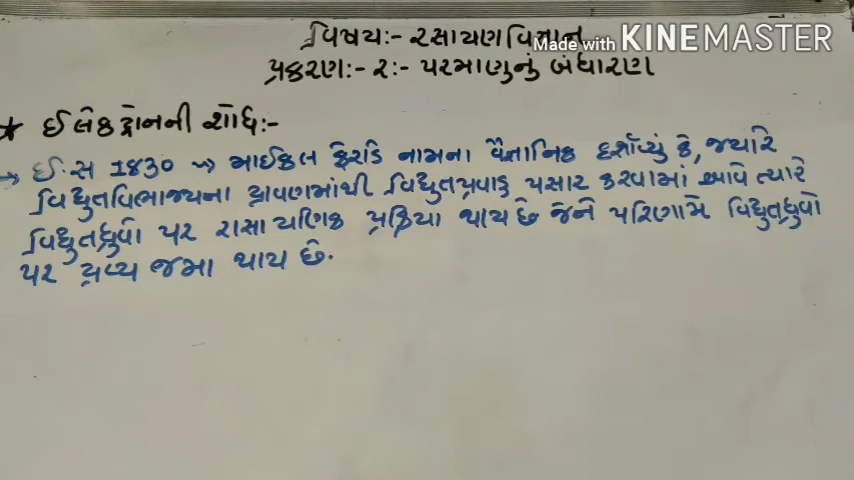 વિષય:- રસાયણવિજ્ઞાન
Made with KINEMASTER
પ્રકરણ:- ૨:- પરમાણુનું બંધારણ
★ ઈલેકટ્રોનની શોધ:-
→ ઈ.સ 1830 → માઈકલ ફેરાડે નામના વૈજ્ઞાનિક દર્શાવ્યું કે, જ્યારે
વિદ્યુતવિભાજ્યના દ્રાવણમાંથી વિદ્યુતપ્રવાહ પસાર કરવામાં આવે ત્યારે
વિદ્યુતધ્રુવો પર રાસાયણિક પ્રક્રિયા થાય છે જેને પરિણામે વિદ્યુતધ્રુવો
પર દ્રવ્ય જમા થાય છે.